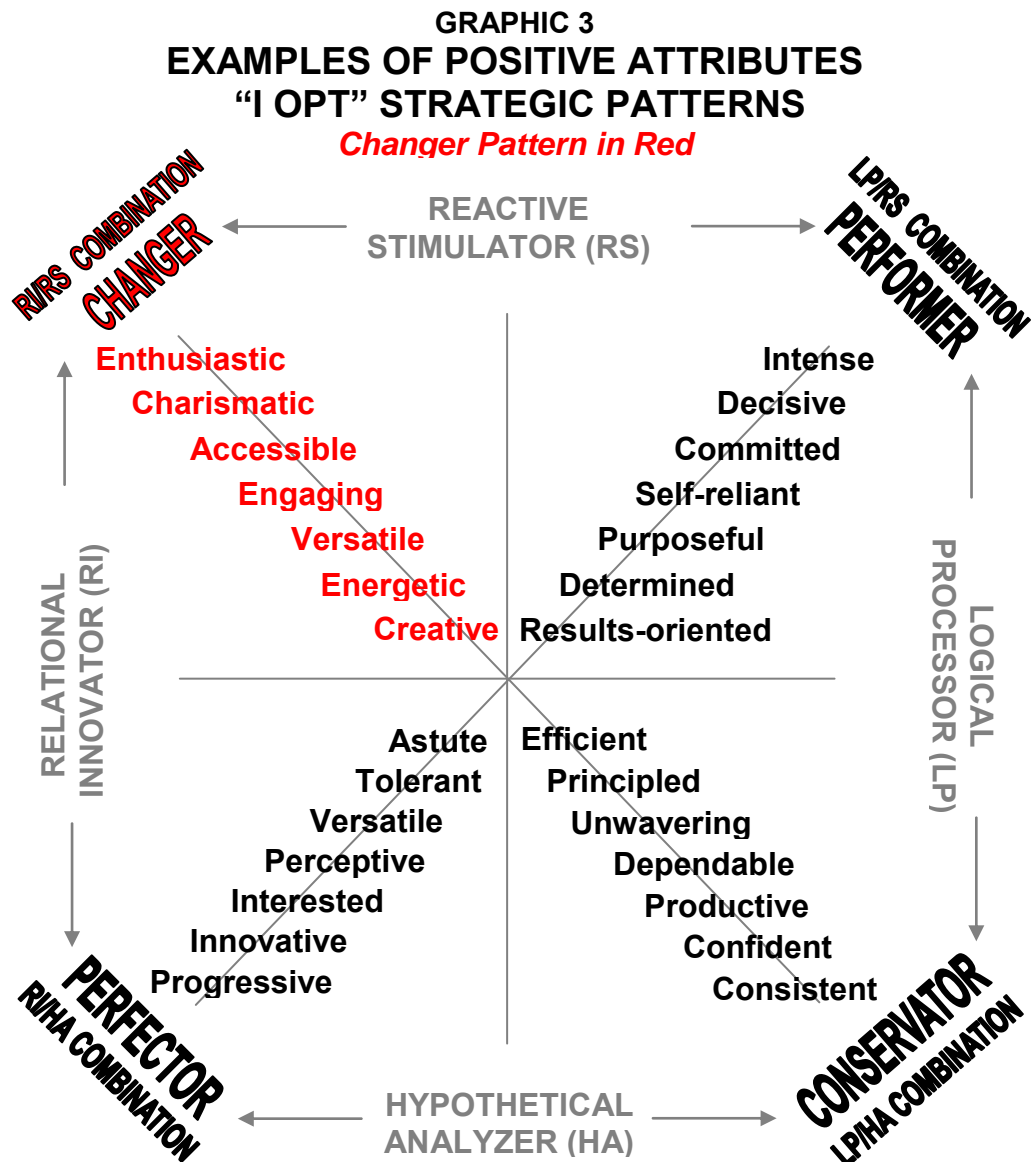 GRAPHIC 3
EXAMPLES OF POSITIVE ATTRIBUTES
“I OPT” STRATEGIC PATTERNS
Changer Pattern in Red
RI/RS COMBINATION
CHANGER
REACTIVE
STIMULATOR (RS)
LP/RS COMBINATION
PERFORMER
Enthusiastic
Charismatic
Accessible
Engaging
Versatile
Energetic
Creative
Intense
Decisive
Committed
Self-reliant
Purposeful
Determined
Results-oriented
RELATIONAL
INNOVATOR (RI)
LOGICAL
PROCESSOR (LP)
Astute
Tolerant
Versatile
Perceptive
Interested
Innovative
Progressive
Efficient
Principled
Unwavering
Dependable
Productive
Confident
Consistent
PERFECTOR
RI/HA COMBINATION
HYPOTHETICAL
ANALYZER (HA)
CONSERVATOR
LP/HA COMBINATION